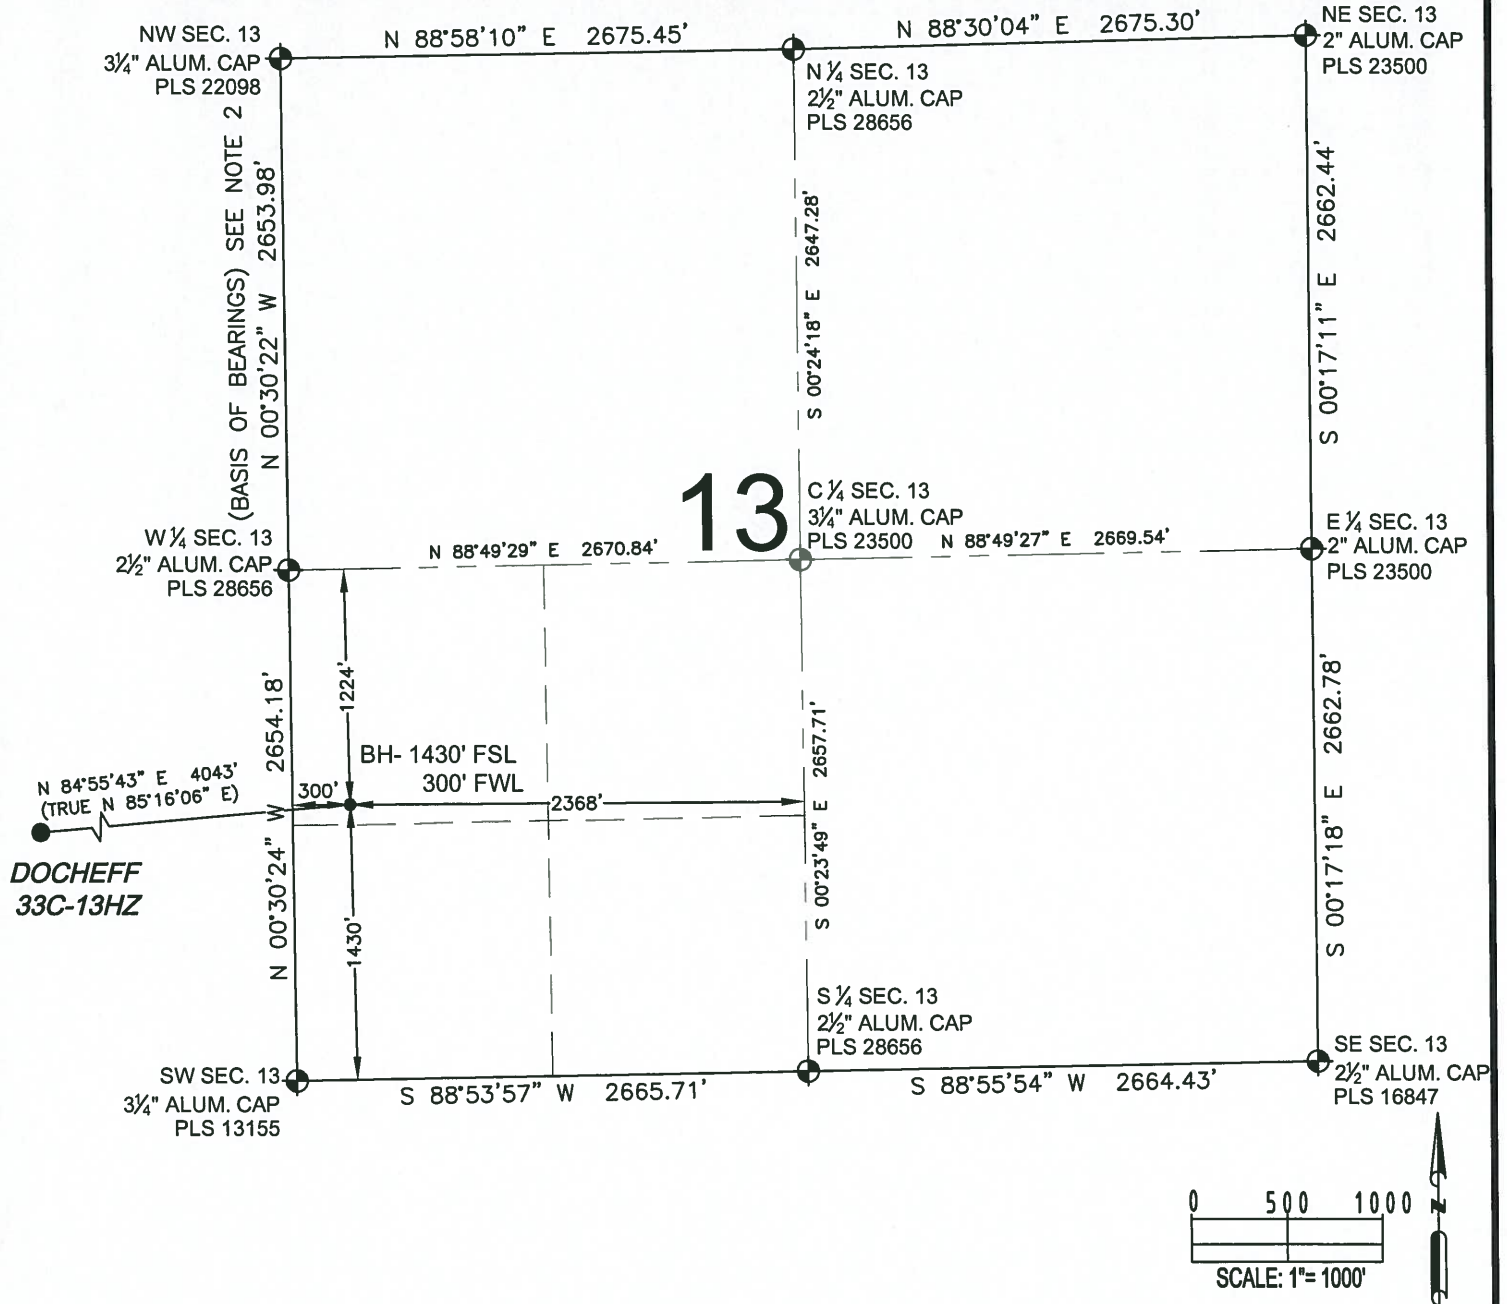 NW SEC. 13
3¼" ALUM. CAP
PLS 22098
N 88°58'10" E 2675.45'
N 88°30'04" E 2675.30'
NE SEC. 13
2" ALUM. CAP
PLS 23500
N ¼ SEC. 13
2½" ALUM. CAP
PLS 28656
(BASIS OF BEARINGS) SEE NOTE 2
N 00°30'22" W 2653.98'
S 00°24'18" E 2647.28'
S 00°17'11" E 2662.44'
13
C ¼ SEC. 13
3¼" ALUM. CAP
PLS 23500
W ¼ SEC. 13
2½" ALUM. CAP
PLS 28656
N 88°49'29" E 2670.84'
N 88°49'27" E 2669.54'
E ¼ SEC. 13
2" ALUM. CAP
PLS 23500
1224'
N 00°30'24" W 2654.18'
BH- 1430' FSL
300' FWL
N 84°55'43" E 4043'
(TRUE N 85°16'06" E)
300'
2368'
DOCHEFF
33C-13HZ
1430'
S 00°23'49" E 2657.71'
S 00°17'18" E 2662.78'
S ¼ SEC. 13
2½" ALUM. CAP
PLS 28656
SW SEC. 13
3¼" ALUM. CAP
PLS 13155
S 88°53'57" W 2665.71'
S 88°55'54" W 2664.43'
SE SEC. 13
2½" ALUM. CAP
PLS 16847
0 500 1000
SCALE: 1"= 1000'
N